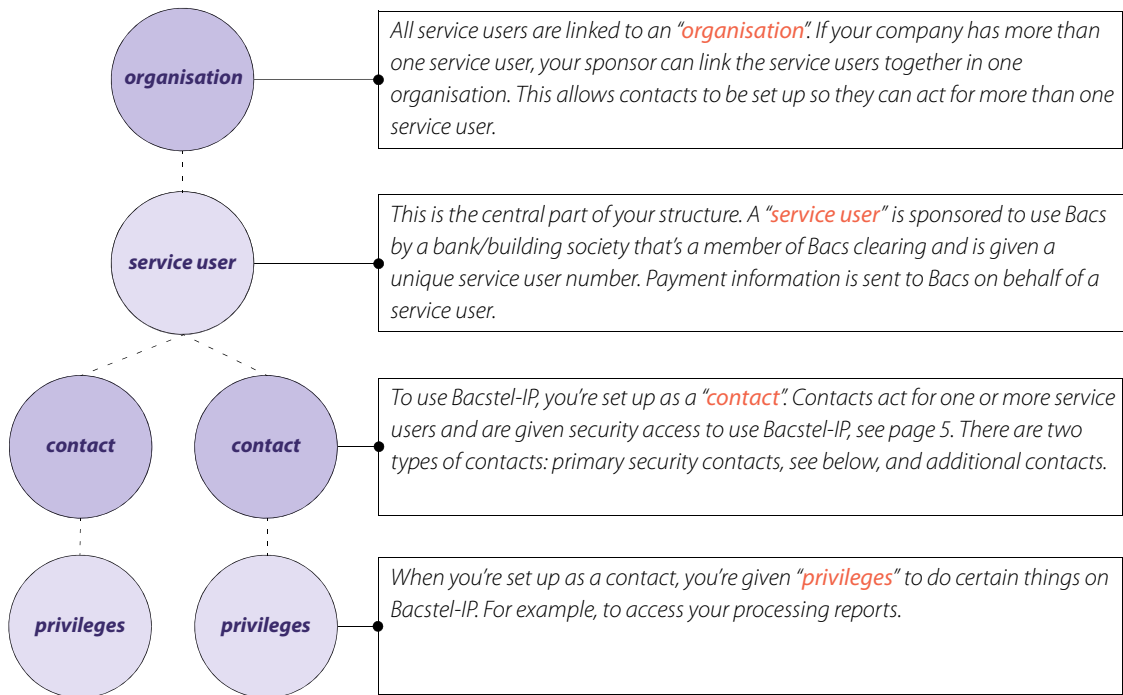 organisation
All service users are linked to an “organisation”. If your company has more than
one service user, your sponsor can link the service users together in one
organisation. This allows contacts to be set up so they can act for more than one
service user.
service user
This is the central part of your structure. A “service user” is sponsored to use Bacs
by a bank/building society that’s a member of Bacs clearing and is given a
unique service user number. Payment information is sent to Bacs on behalf of a
service user.
contact
contact
To use Bacstel-IP, you’re set up as a “contact”. Contacts act for one or more service
users and are given security access to use Bacstel-IP, see page 5. There are two
types of contacts: primary security contacts, see below, and additional contacts.
privileges
privileges
When you’re set up as a contact, you’re given “privileges” to do certain things on
Bacstel-IP. For example, to access your processing reports.